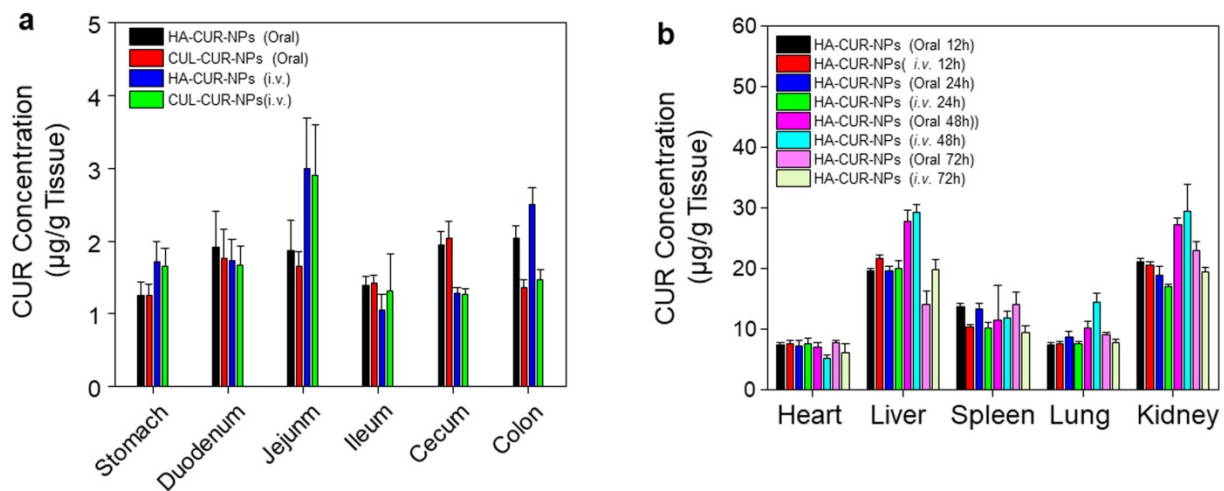 a
CUR Concentration
(µg/g Tissue)
5
4
3
2
1
0
HA-CUR-NPs (Oral)
CUL-CUR-NPs (Oral)
HA-CUR-NPs (i.v.)
CUL-CUR-NPs(i.v.)
Stomach
Duodenum
Jejunm
Ileum
Cecum
Colon
b
CUR Concentration
(µg/g Tissue)
60
50
40
30
20
10
0
HA-CUR-NPs (Oral 12h)
HA-CUR-NPs( i.v. 12h)
HA-CUR-NPs (Oral 24h)
HA-CUR-NPs (i.v. 24h)
HA-CUR-NPs (Oral 48h))
HA-CUR-NPs (i.v. 48h)
HA-CUR-NPs (Oral 72h)
HA-CUR-NPs (i.v. 72h)
Heart
Liver
Spleen
Lung
Kidney